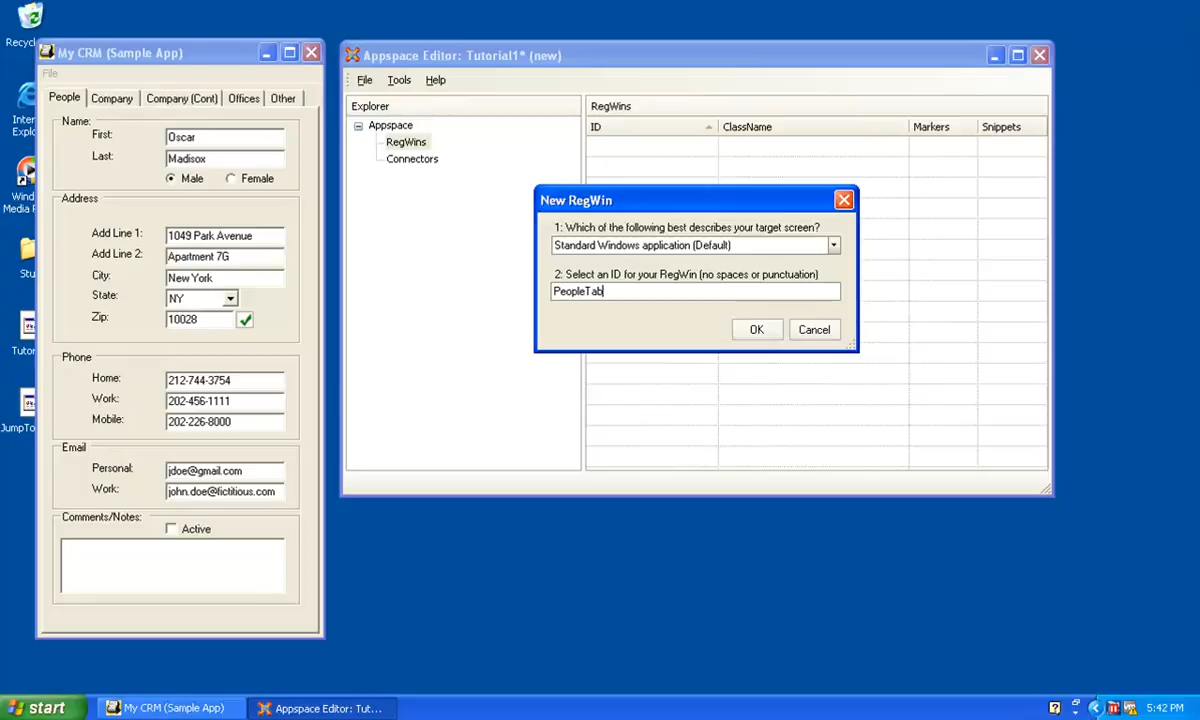 Recycl
My CRM (Sample App)
File
People
Company
Company (Cont)
Offices
Other
Name:
First:
Oscar
Last:
Madisox
Male
Female
Address
Add Line 1:
1049 Park Avenue
Add Line 2:
Apartment 7G
City:
New York
State:
NY
Zip:
10028
Phone
Home:
212-744-3754
Work:
202-456-1111
Mobile:
202-226-8000
Email
Personal:
jdoe@gmail.com
Work:
john.doe@fictitious.com
Comments/Notes:
Active
Inter
Explo
Wind
Media P
Stu
Tutor
JumpTo
Appspace Editor: Tutorial1* (new)
File
Tools
Help
Explorer
Appspace
RegWins
Connectors
RegWins
ID
ClassName
Markers
Snippets
New RegWin
1: Which of the following best describes your target screen?
Standard Windows application (Default)
2: Select an ID for your RegWin (no spaces or punctuation)
PeopleTab
OK
Cancel
start
My CRM (Sample App)
Appspace Editor: Tut...
5:42 PM